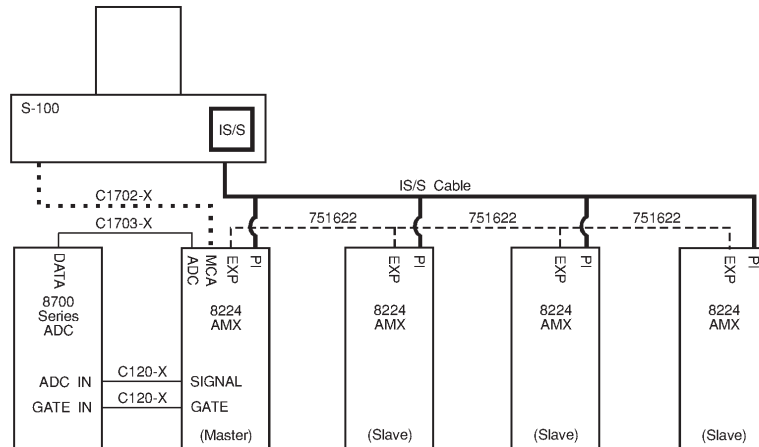 S-100
IS/S
C1702-X
IS/S Cable
C1703-X
751622
751622
751622
DATA
ADC
MCA
EXP
PI
EXP
PI
EXP
PI
EXP
PI
8700
Series
ADC
8224
AMX
8224
AMX
8224
AMX
8224
AMX
ADC IN
C120-X
SIGNAL
GATE IN
C120-X
GATE
(Master)
(Slave)
(Slave)
(Slave)